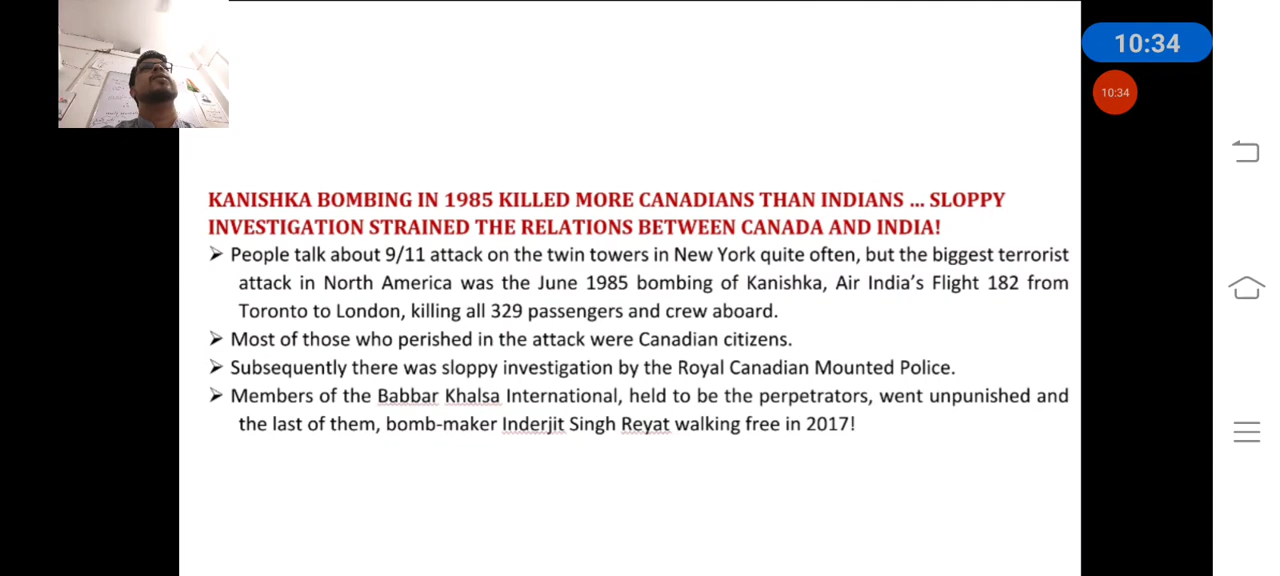 10:34
10:34
KANISHKA BOMBING IN 1985 KILLED MORE CANADIANS THAN INDIANS ... SLOPPY
INVESTIGATION STRAINED THE RELATIONS BETWEEN CANADA AND INDIA!
➢ People talk about 9/11 attack on the twin towers in New York quite often, but the biggest terrorist
attack in North America was the June 1985 bombing of Kanishka, Air India's Flight 182 from
Toronto to London, killing all 329 passengers and crew aboard.
➢ Most of those who perished in the attack were Canadian citizens.
➢ Subsequently there was sloppy investigation by the Royal Canadian Mounted Police.
➢ Members of the Babbar Khalsa International, held to be the perpetrators, went unpunished and
the last of them, bomb-maker Inderjit Singh Reyat walking free in 2017!